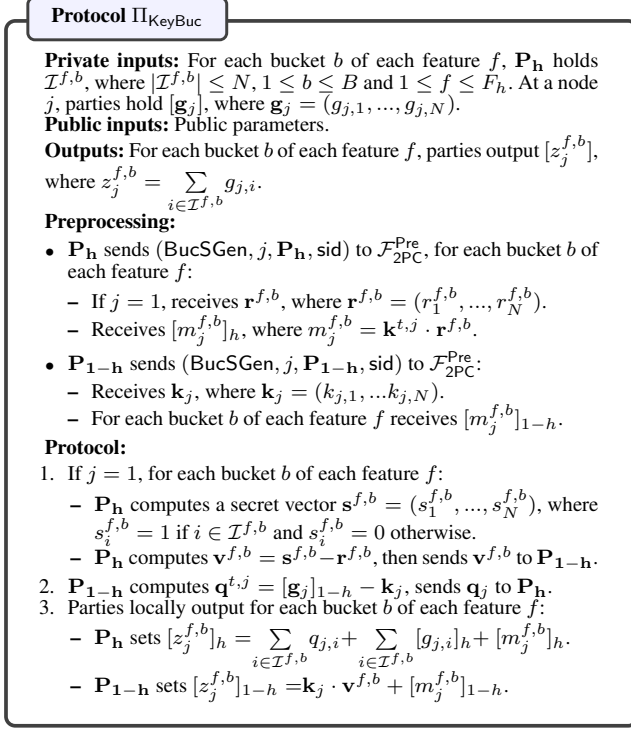 Protocol Π_KeyBuc
Private inputs: For each bucket b of each feature f, P_h holds
ℐ^{f,b}, where |ℐ^{f,b}| ≤ N, 1 ≤ b ≤ B and 1 ≤ f ≤ F_h. At a node
j, parties hold [g_j], where g_j = (g_{j,1}, ..., g_{j,N}).
Public inputs: Public parameters.
Outputs: For each bucket b of each feature f, parties output [z_j^{f,b}],
where z_j^{f,b} = ∑_{i∈ℐ^{f,b}} g_{j,i}.
Preprocessing:
• P_h sends (BucSGen, j, P_h, sid) to ℱ_{2PC}^{Pre}, for each bucket b of
each feature f:
– If j = 1, receives r^{f,b}, where r^{f,b} = (r_1^{f,b}, ..., r_N^{f,b}).
– Receives [m_j^{f,b}]_h, where m_j^{f,b} = k^{t,j} · r^{f,b}.
• P_{1−h} sends (BucSGen, j, P_{1−h}, sid) to ℱ_{2PC}^{Pre}:
– Receives k_j, where k_j = (k_{j,1}, ...k_{j,N}).
– For each bucket b of each feature f receives [m_j^{f,b}]_{1−h}.
Protocol:
1. If j = 1, for each bucket b of each feature f:
– P_h computes a secret vector s^{f,b} = (s_1^{f,b}, ..., s_N^{f,b}), where
s_i^{f,b} = 1 if i ∈ ℐ^{f,b} and s_i^{f,b} = 0 otherwise.
– P_h computes v^{f,b} = s^{f,b}−r^{f,b}, then sends v^{f,b} to P_{1−h}.
2. P_{1−h} computes q^{t,j} = [g_j]_{1−h} − k_j, sends q_j to P_h.
3. Parties locally output for each bucket b of each feature f:
– P_h sets [z_j^{f,b}]_h = ∑_{i∈ℐ^{f,b}} q_{j,i}+ ∑_{i∈ℐ^{f,b}} [g_{j,i}]_h+ [m_j^{f,b}]_h.
– P_{1−h} sets [z_j^{f,b}]_{1−h} =k_j · v^{f,b} + [m_j^{f,b}]_{1−h}.